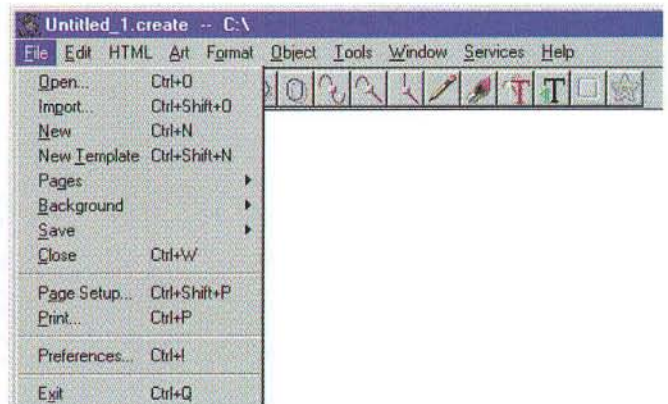 Untitled_1.create -- C:\
File Edit HTML Art Format Object Tools Window Services Help
Open... Ctrl+O
Import... Ctrl+Shift+O
New Ctrl+N
New Template Ctrl+Shift+N
Pages
Background
Save
Close Ctrl+W
Page Setup... Ctrl+Shift+P
Print... Ctrl+P
Preferences... Ctrl+I
Exit Ctrl+Q
T T